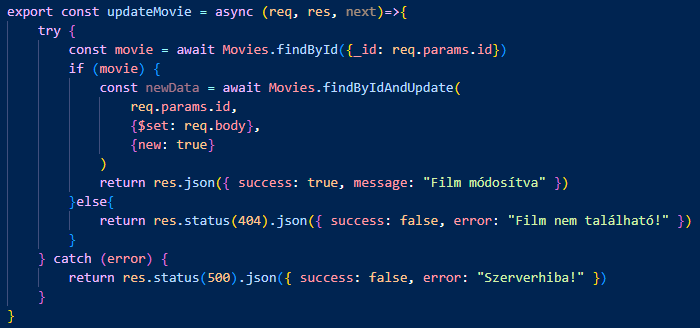 export const updateMovie = async (req, res, next)=>{
    try {
        const movie = await Movies.findById({_id: req.params.id})
        if (movie) {
            const newData = await Movies.findByIdAndUpdate(
                req.params.id,
                {$set: req.body},
                {new: true}
            )
            return res.json({ success: true, message: "Film módosítva" })
        }else{
            return res.status(404).json({ success: false, error: "Film nem található!" })
        }
    } catch (error) {
        return res.status(500).json({ success: false, error: "Szerverhiba!" })
    }
}